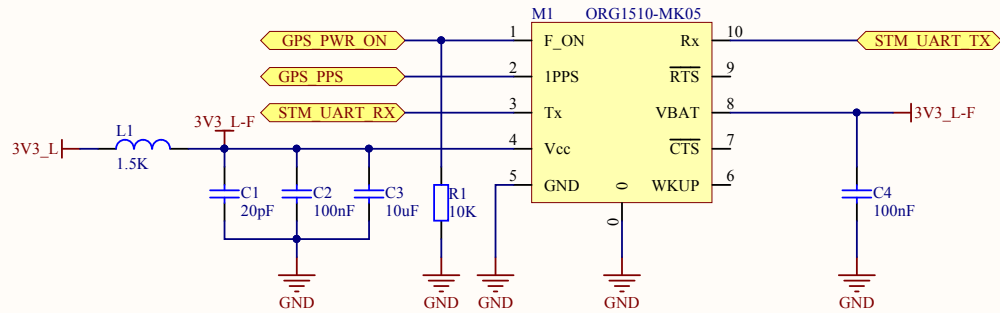 M1 ORG1510-MK05
GPS_PWR_ON 1 F_ON Rx 10 STM_UART_TX
GPS_PPS 2 1PPS RTS 9
STM_UART_RX 3 Tx VBAT 8 3V3_L-F
3V3_L L1 1.5K 3V3_L-F 4 Vcc CTS 7
5 GND 0 WKUP 6
C1 C2 C3 R1 C4
20pF 100nF 10uF 10K 0 100nF
GND GND GND GND GND